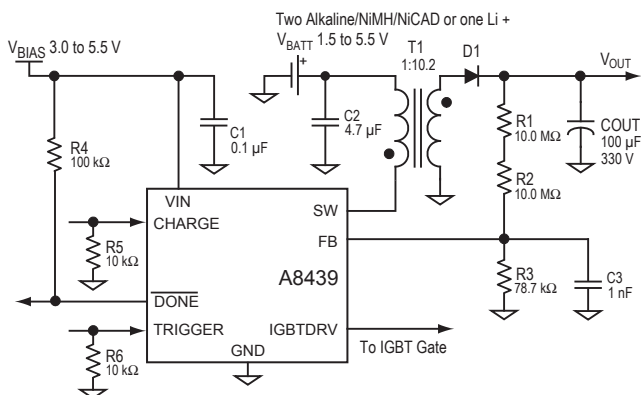 Two Alkaline/NiMH/NiCAD or one Li +
VBIAS 3.0 to 5.5 V
VBATT 1.5 to 5.5 V
+
T1
1:10.2
D1
VOUT
C1
0.1 µF
C2
4.7 µF
R1
10.0 MΩ
COUT
100 µF
330 V
R4
100 kΩ
R2
10.0 MΩ
VIN
SW
CHARGE
FB
R5
10 kΩ
A8439
R3
78.7 kΩ
C3
1 nF
DONE
TRIGGER
IGBTDRV
To IGBT Gate
GND
R6
10 kΩ